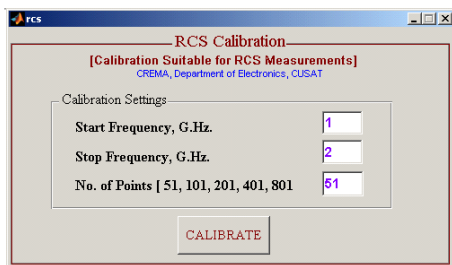 rcs
RCS Calibration
[Calibration Suitable for RCS Measurements]
CREMA, Department of Electronics, CUSAT
Calibration Settings
Start Frequency, G.Hz.
1
Stop Frequency, G.Hz.
2
No. of Points [ 51, 101, 201, 401, 801
51
CALIBRATE